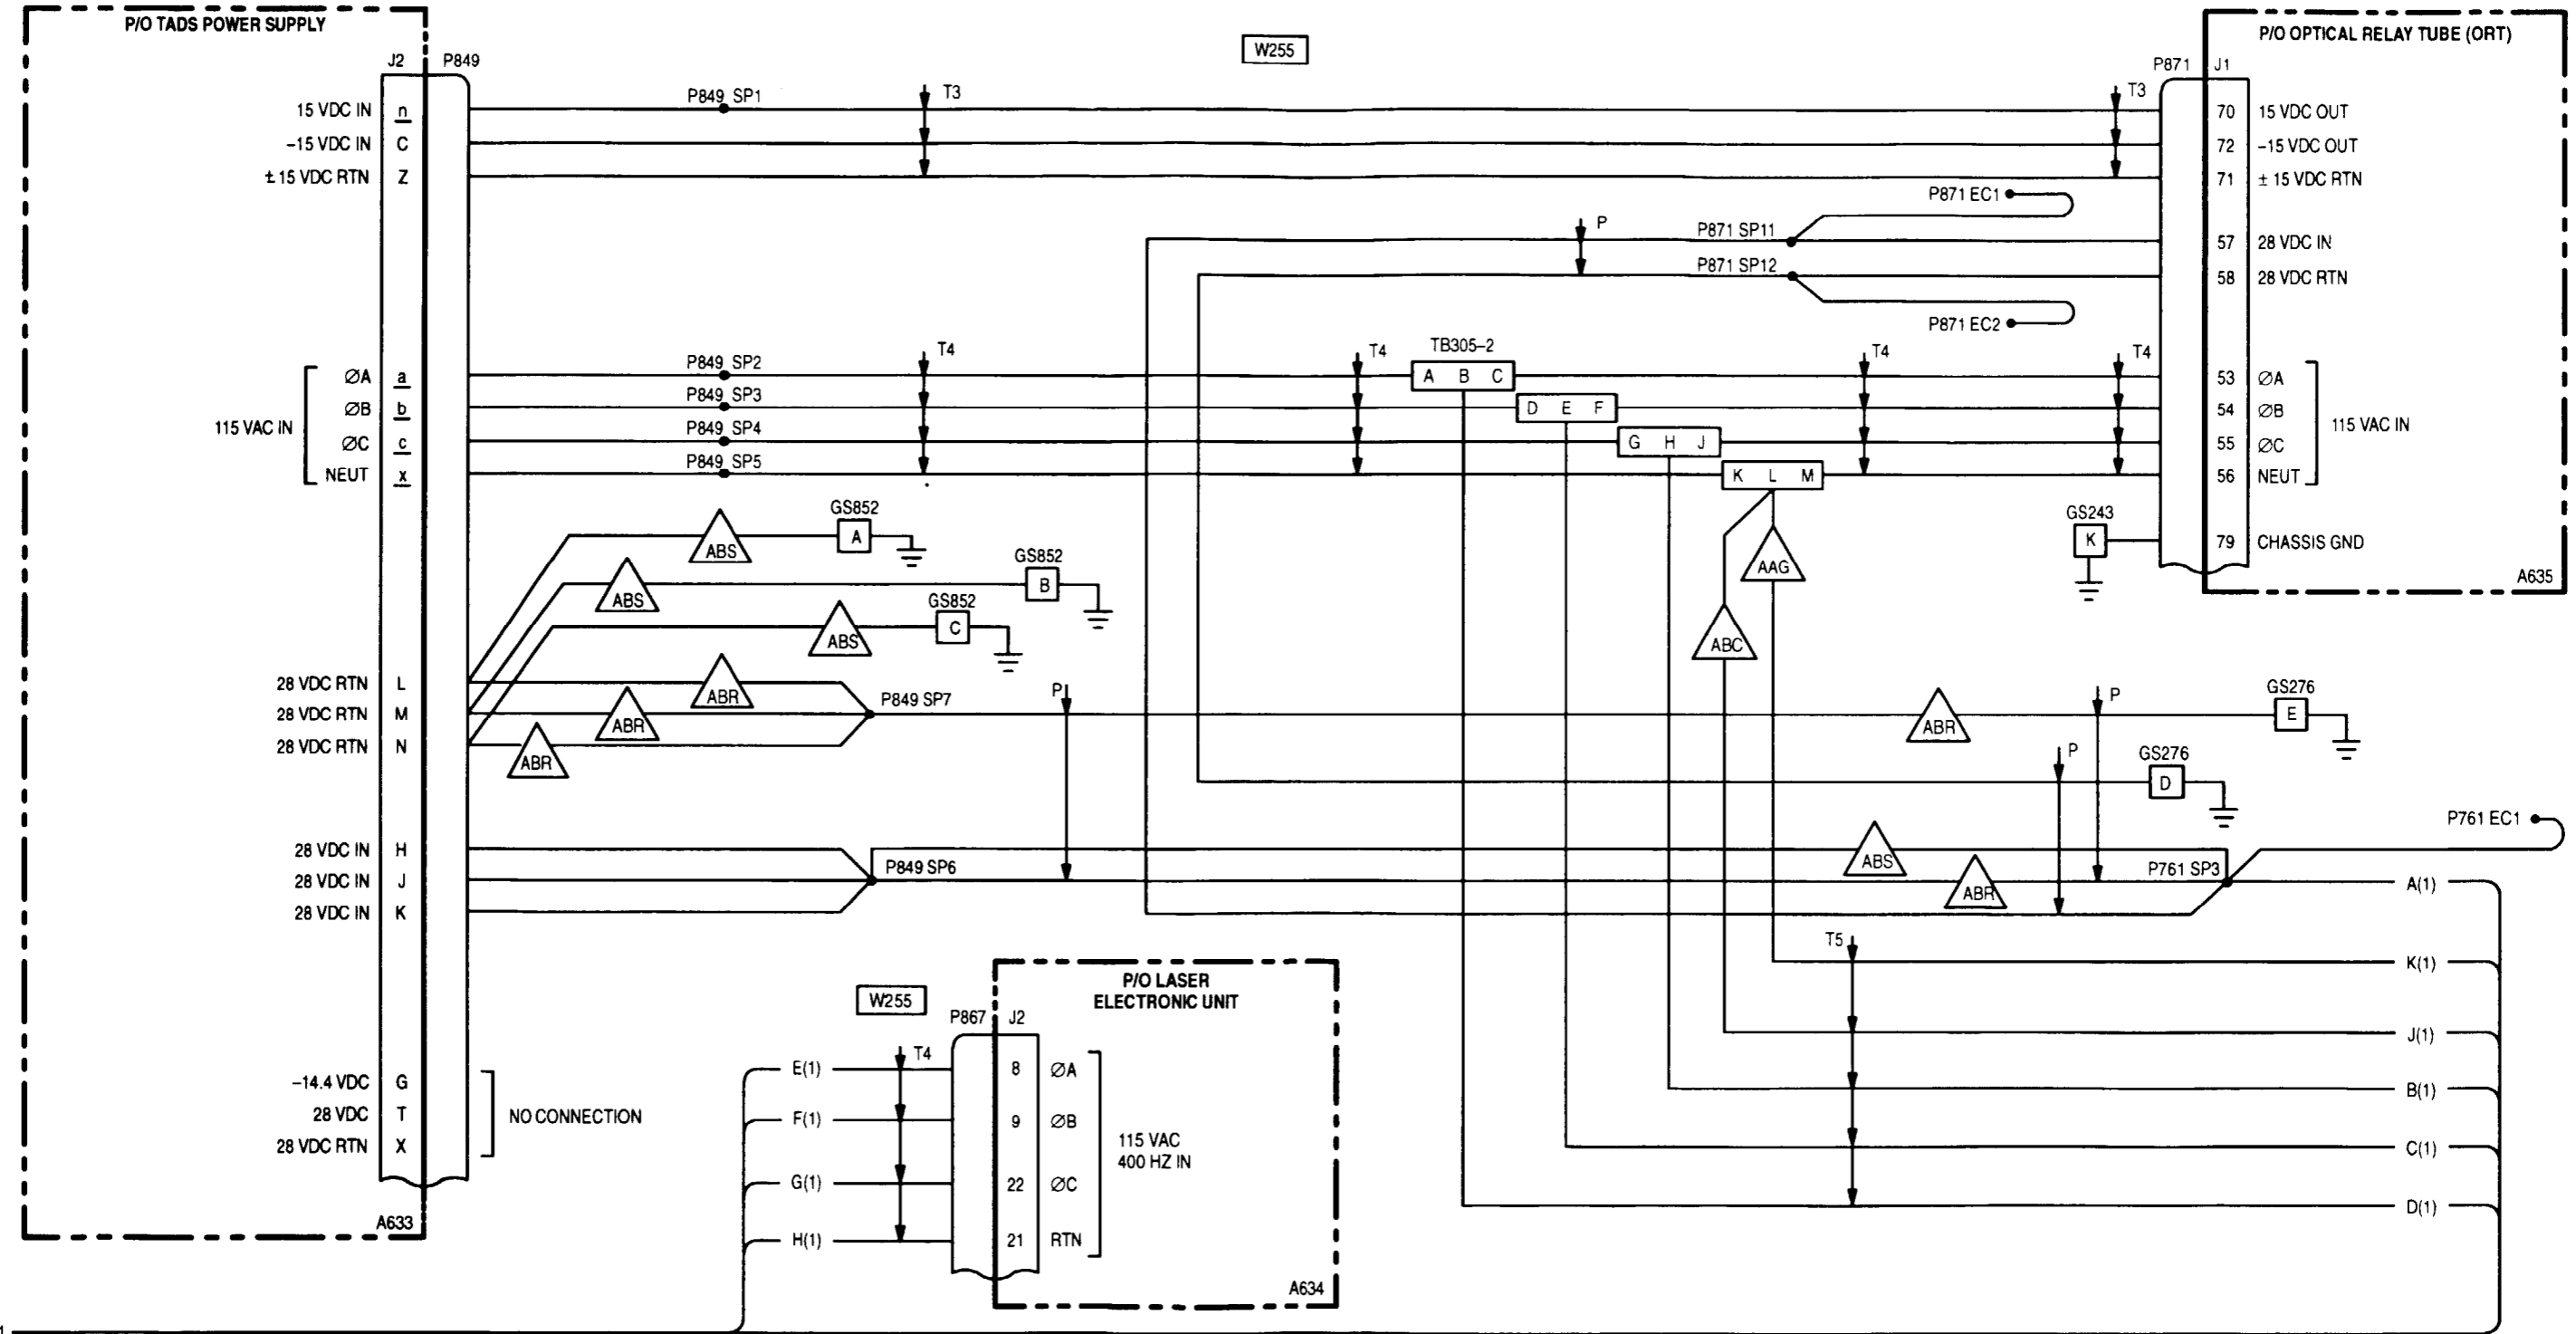 P/O TADS POWER SUPPLY
J2 P849
15 VDC IN n
-15 VDC IN C
±15 VDC RTN Z
115 VAC IN
ØA a
ØB b
ØC c
NEUT x
28 VDC RTN L
28 VDC RTN M
28 VDC RTN N
28 VDC IN H
28 VDC IN J
28 VDC IN K
-14.4 VDC G
28 VDC T
28 VDC RTN X
NO CONNECTION
A633
W255
P849 SP1
T3
T3
P871 EC1
P
P871 SP11
P871 SP12
P871 EC2
P849 SP2
T4
T4
TB305-2
T4
T4
A B C
P849 SP3
D E F
P849 SP4
G H J
P849 SP5
K L M
P/O OPTICAL RELAY TUBE (ORT)
P871 J1
70 15 VDC OUT
72 -15 VDC OUT
71 ± 15 VDC RTN
57 28 VDC IN
58 28 VDC RTN
53 ØA
54 ØB
55 ØC
56 NEUT
115 VAC IN
GS243
K
79 CHASSIS GND
A635
GS852
ABS
A
GS852
ABS
B
GS852
ABS
C
AAG
ABC
ABR
ABR
ABR
P849 SP7
P
ABR
P
GS276
E
P
GS276
D
P761 EC1
ABS
P849 SP6
ABR
P761 SP3
A(1)
T5
K(1)
J(1)
B(1)
C(1)
D(1)
W255
P/O LASER
ELECTRONIC UNIT
P867 J2
E(1)
T4
8 ØA
F(1)
9 ØB
G(1)
22 ØC
H(1)
21 RTN
115 VAC
400 HZ IN
A634
1